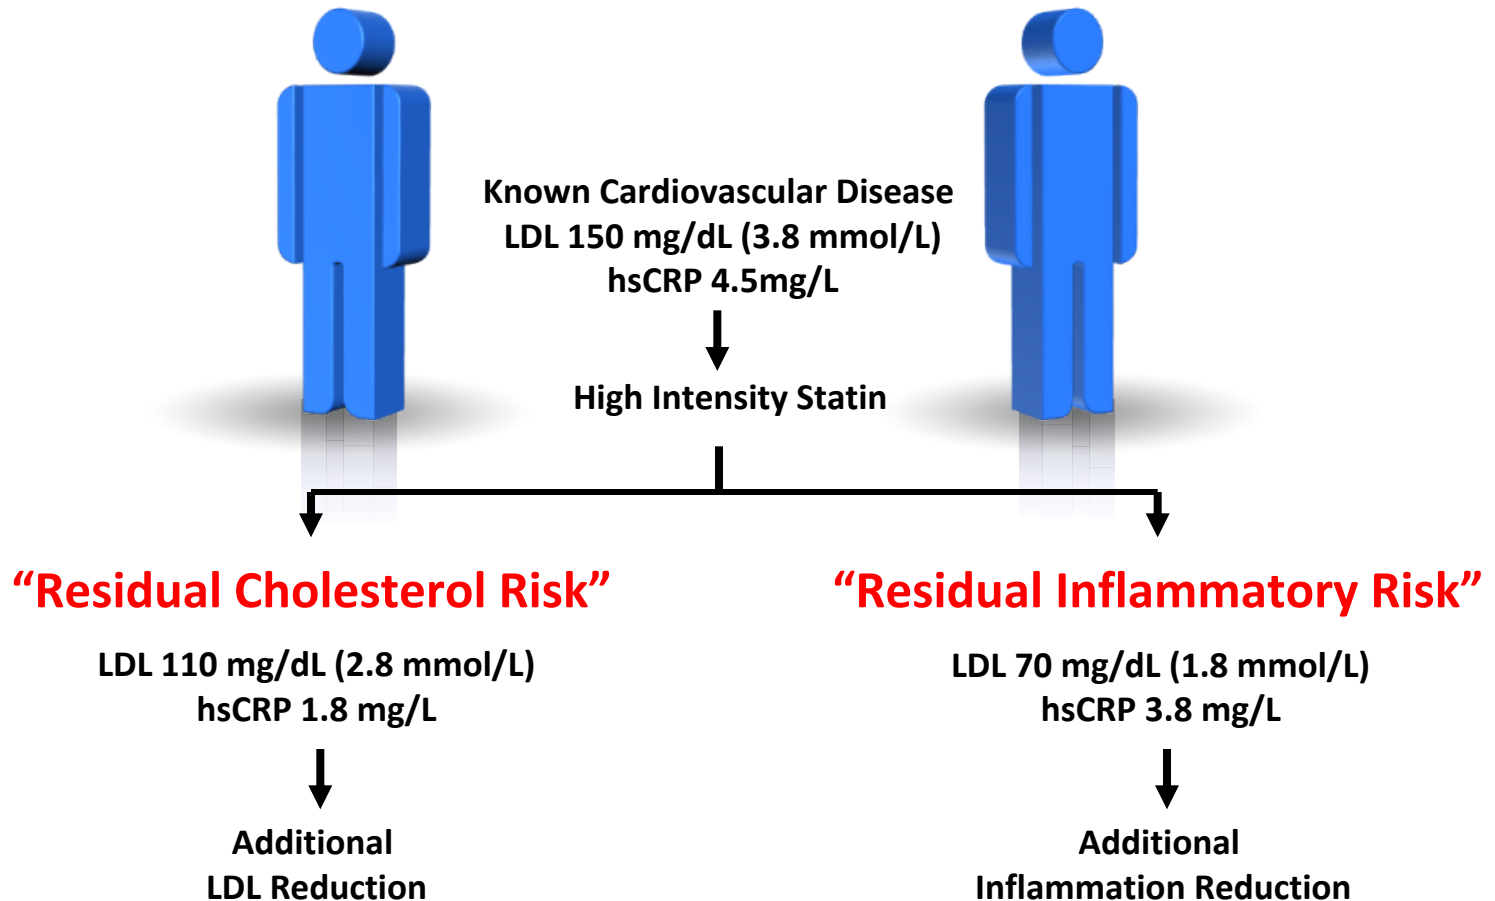 Known Cardiovascular Disease
LDL 150 mg/dL (3.8 mmol/L)
hsCRP 4.5mg/L
High Intensity Statin
“Residual Cholesterol Risk”
LDL 110 mg/dL (2.8 mmol/L)
hsCRP 1.8 mg/L
Additional
LDL Reduction
“Residual Inflammatory Risk”
LDL 70 mg/dL (1.8 mmol/L)
hsCRP 3.8 mg/L
Additional
Inflammation Reduction